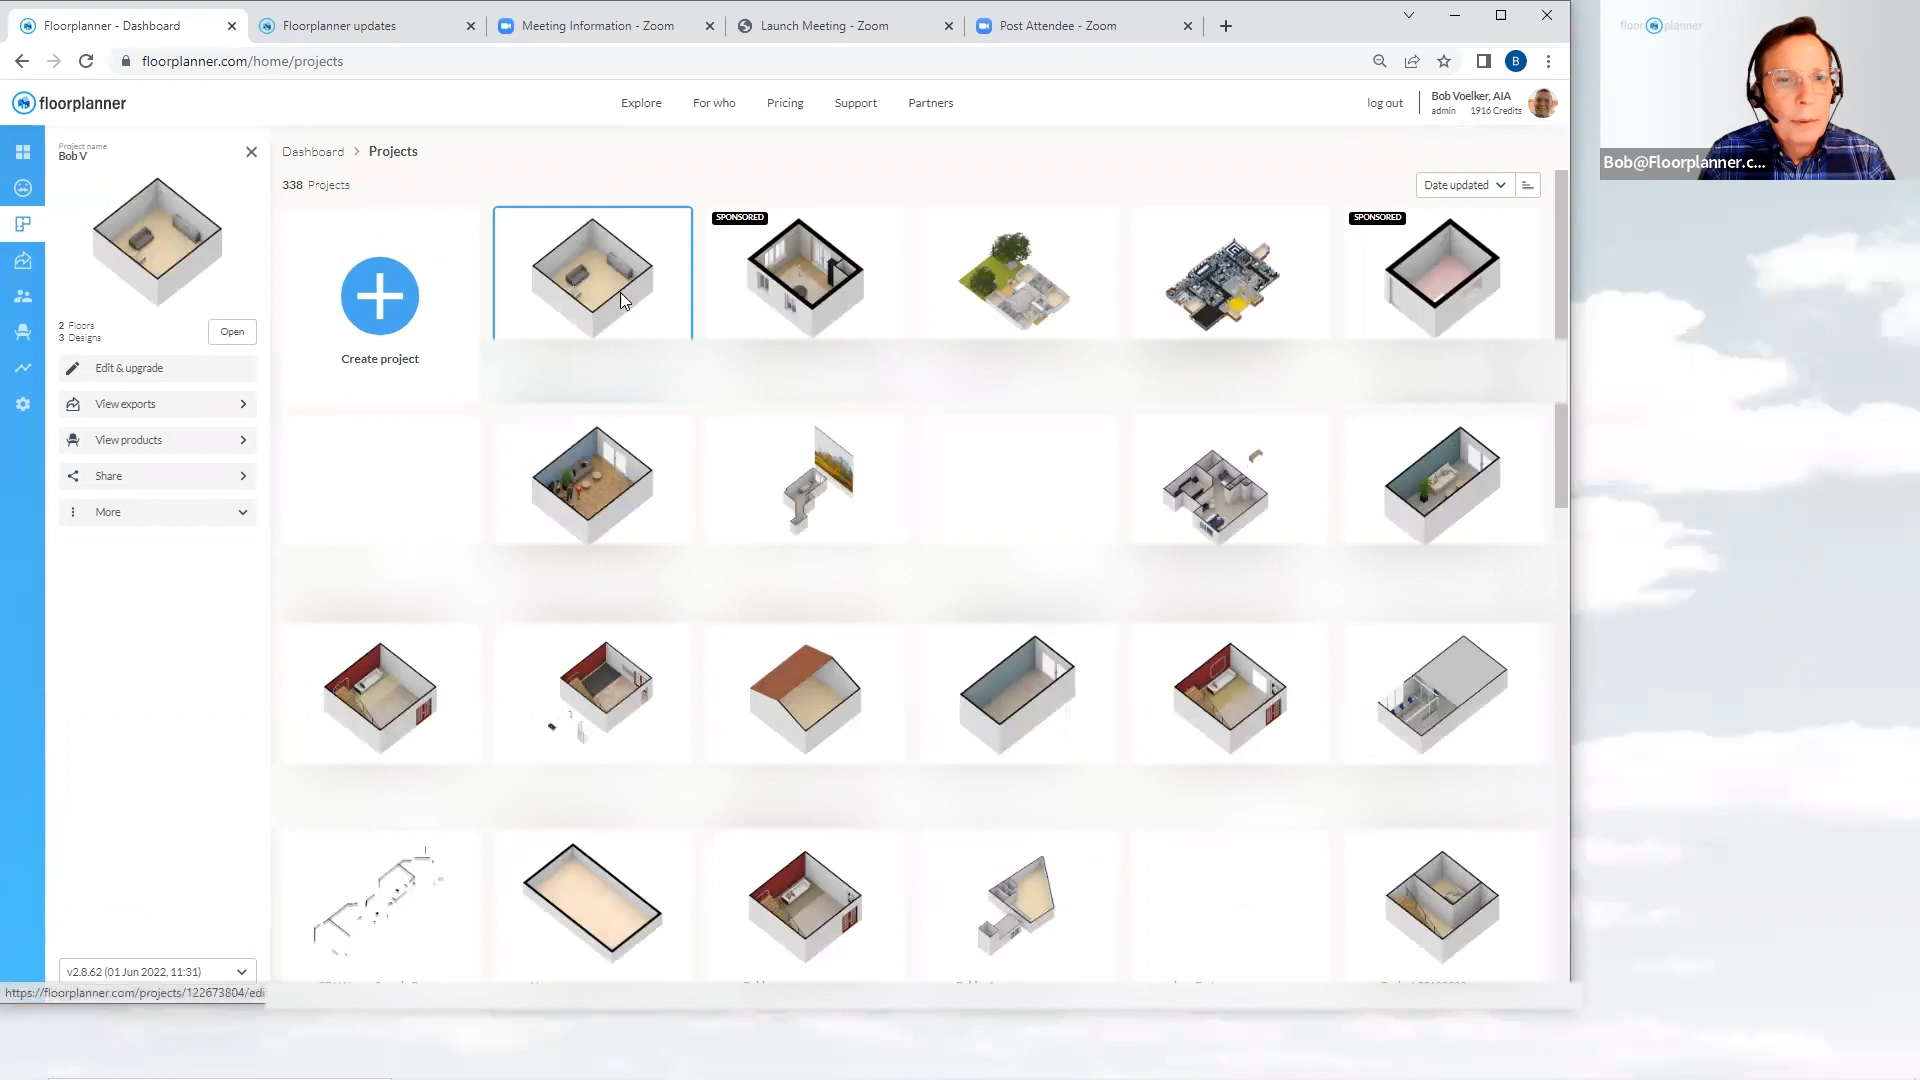 Floorplanner - Dashboard
Floorplanner updates
Meeting Information - Zoom
Launch Meeting - Zoom
Post Attendee - Zoom
floorplanner.com/home/projects
B
floorplanner
floorplanner
Explore
For who
Pricing
Support
Partners
log out
Bob Voelker, AIA
admin 1916 Credits
Bob@Floorplanner.c...
Project name
Bob V
Dashboard > Projects
338 Projects
Date updated
SPONSORED
SPONSORED
Create project
2 Floors
3 Designs
Open
Edit & upgrade
View exports
View products
Share
More
v2.8.62 (01 Jun 2022, 11:31)
https://floorplanner.com/projects/122673804/edi